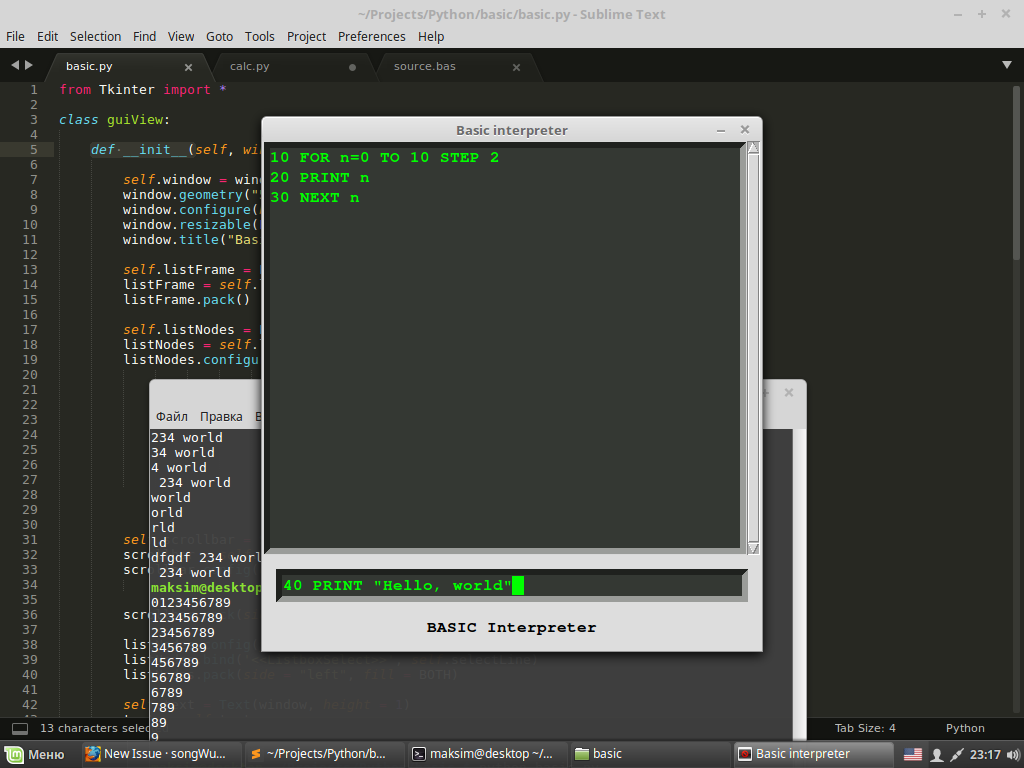 ~/Projects/Python/basic/basic.py - Sublime Text
File Edit Selection Find View Goto Tools Project Preferences Help
basic.py calc.py source.bas
1 from Tkinter import *
2
3 class guiView:
4
5 def __init__(self, wi
6
7 self.window = wind
8 window.geometry("
9 window.configure(
10 window.resizable(
11 window.title("Bas
12
13 self.listFrame =
14 listFrame = self.
15 listFrame.pack()
16
17 self.listNodes =
18 listNodes = self.
19 listNodes.configu
20
21
22
23
24
25
26
27
28
29
30
31 sel
32 scr
33 scr
34
35
36 scr
37
38 lis
39 lis
40 lis
41
42 sel
Basic interpreter
10 FOR n=0 TO 10 STEP 2
20 PRINT n
30 NEXT n
40 PRINT "Hello, world"
BASIC Interpreter
Файл Правка В
234 world
34 world
4 world
234 world
world
orld
rld
ld
dfgdf 234 worl
234 world
maksim@desktop
0123456789
123456789
23456789
3456789
456789
56789
6789
789
89
9
13 characters selec Tab Size: 4 Python
Меню New Issue · songWu... ~/Projects/Python/b... maksim@desktop ~/... basic Basic interpreter 23:17